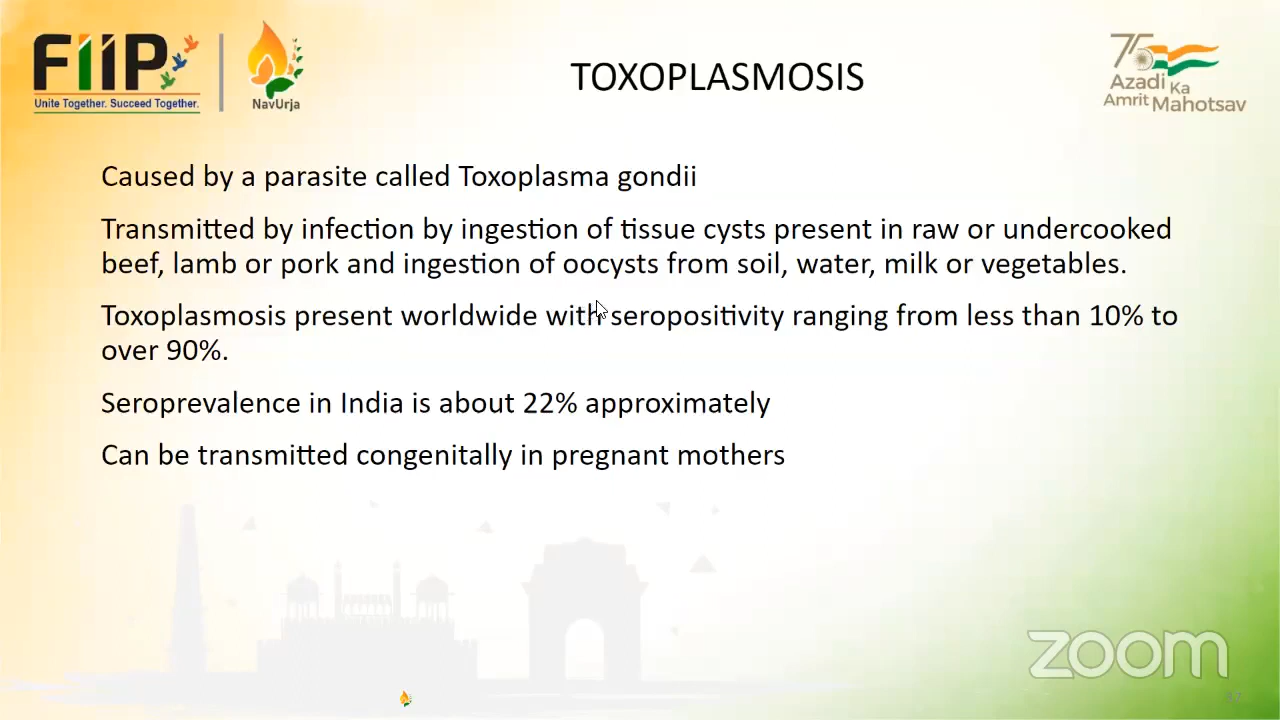 FIIP
Unite Together. Succeed Together.
NavUrja
TOXOPLASMOSIS
75
Azadi Ka
Amrit Mahotsav
Caused by a parasite called Toxoplasma gondii
Transmitted by infection by ingestion of tissue cysts present in raw or undercooked
beef, lamb or pork and ingestion of oocysts from soil, water, milk or vegetables.
Toxoplasmosis present worldwide with seropositivity ranging from less than 10% to
over 90%.
Seroprevalence in India is about 22% approximately
Can be transmitted congenitally in pregnant mothers
zoom